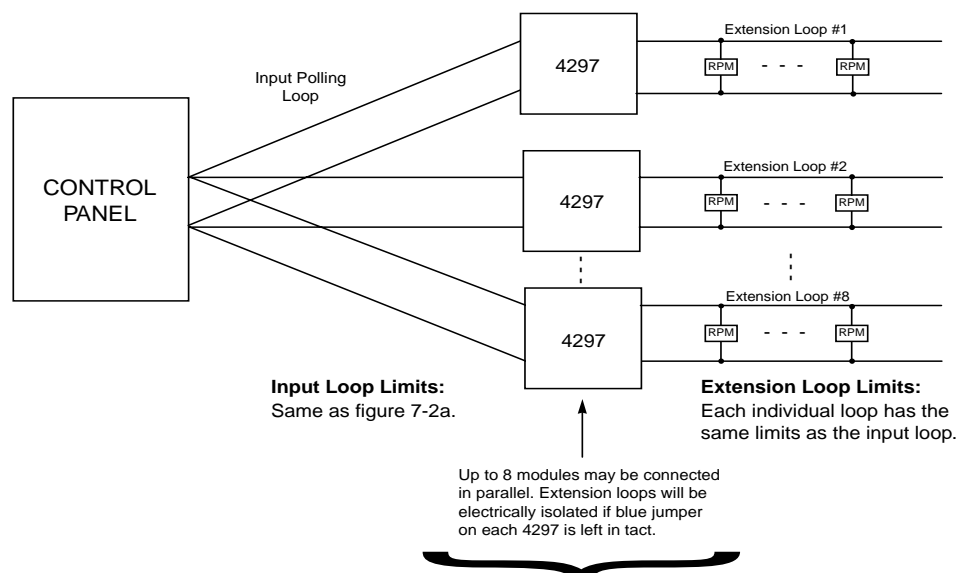 Extension Loop #1
4297
RPM - - - RPM
Input Polling
Loop
Extension Loop #2
4297
RPM - - - RPM
CONTROL
PANEL
Extension Loop #8
4297
RPM - - - RPM
Input Loop Limits:
Same as figure 7-2a.
Extension Loop Limits:
Each individual loop has the
same limits as the input loop.
Up to 8 modules may be connected
in parallel. Extension loops will be
electrically isolated if blue jumper
on each 4297 is left in tact.